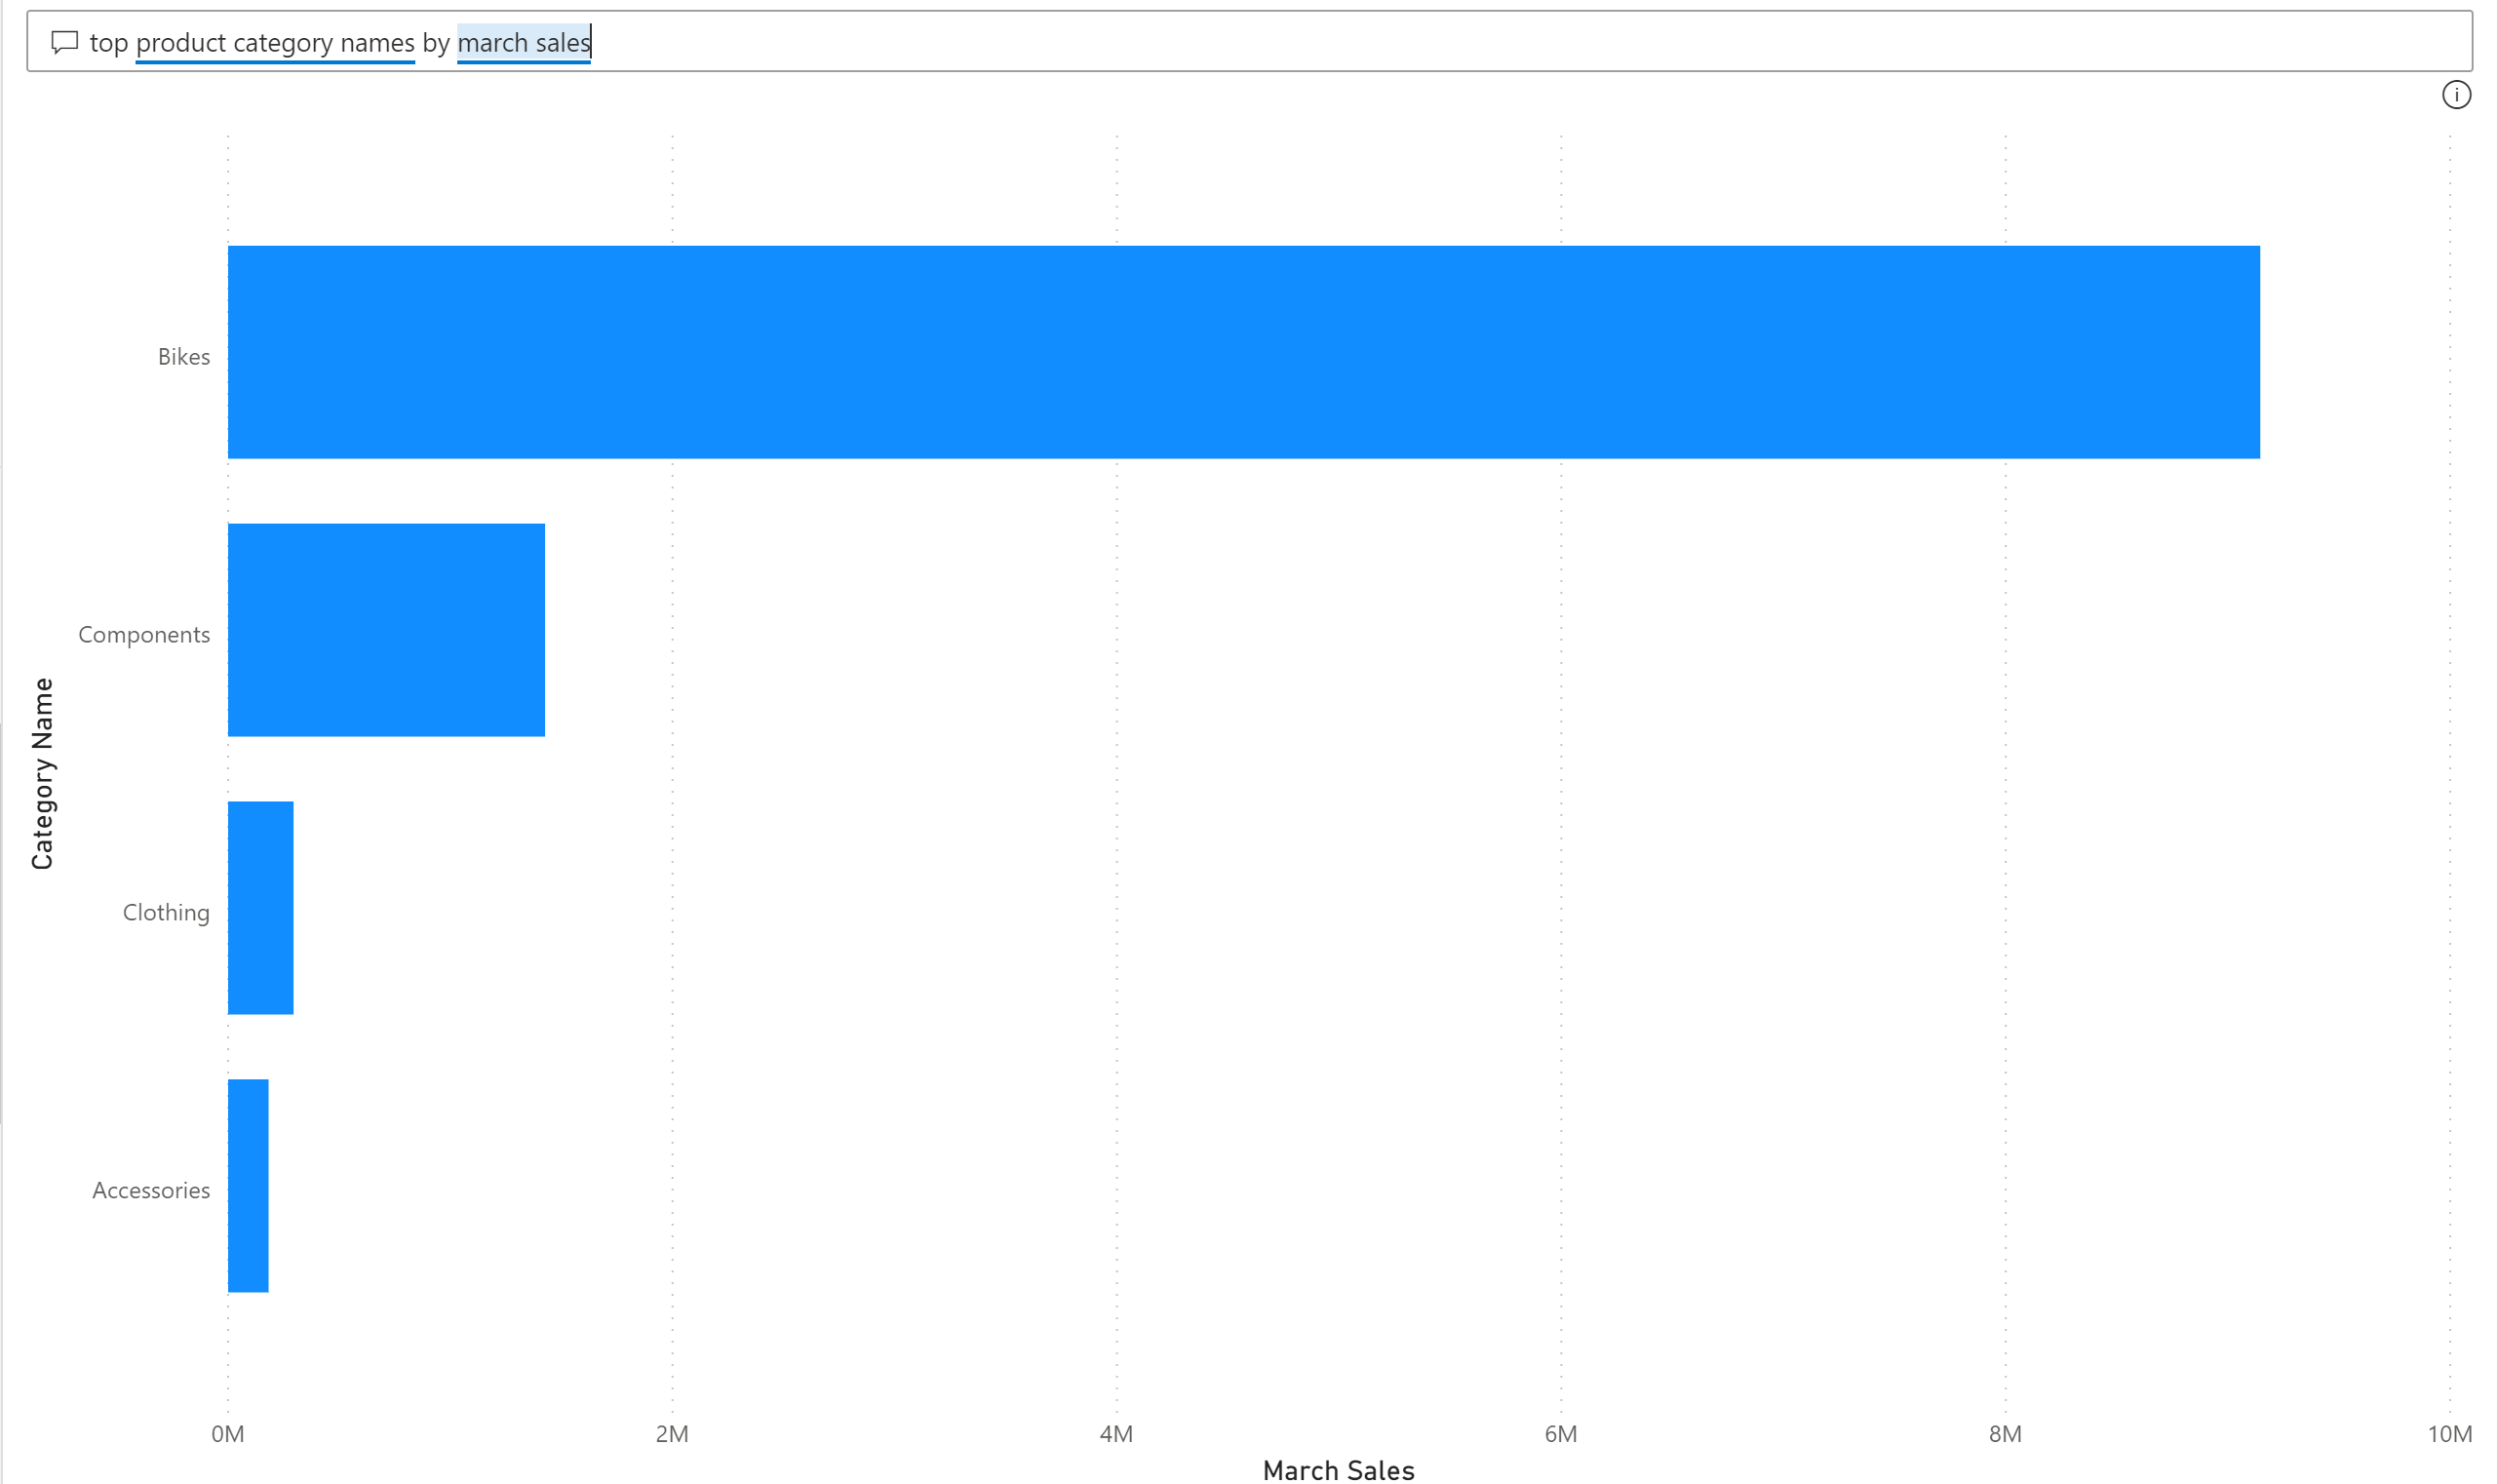 top product category names by march sales
Bikes
Components
Clothing
Accessories
Category Name
0M 2M 4M 6M 8M 10M
March Sales